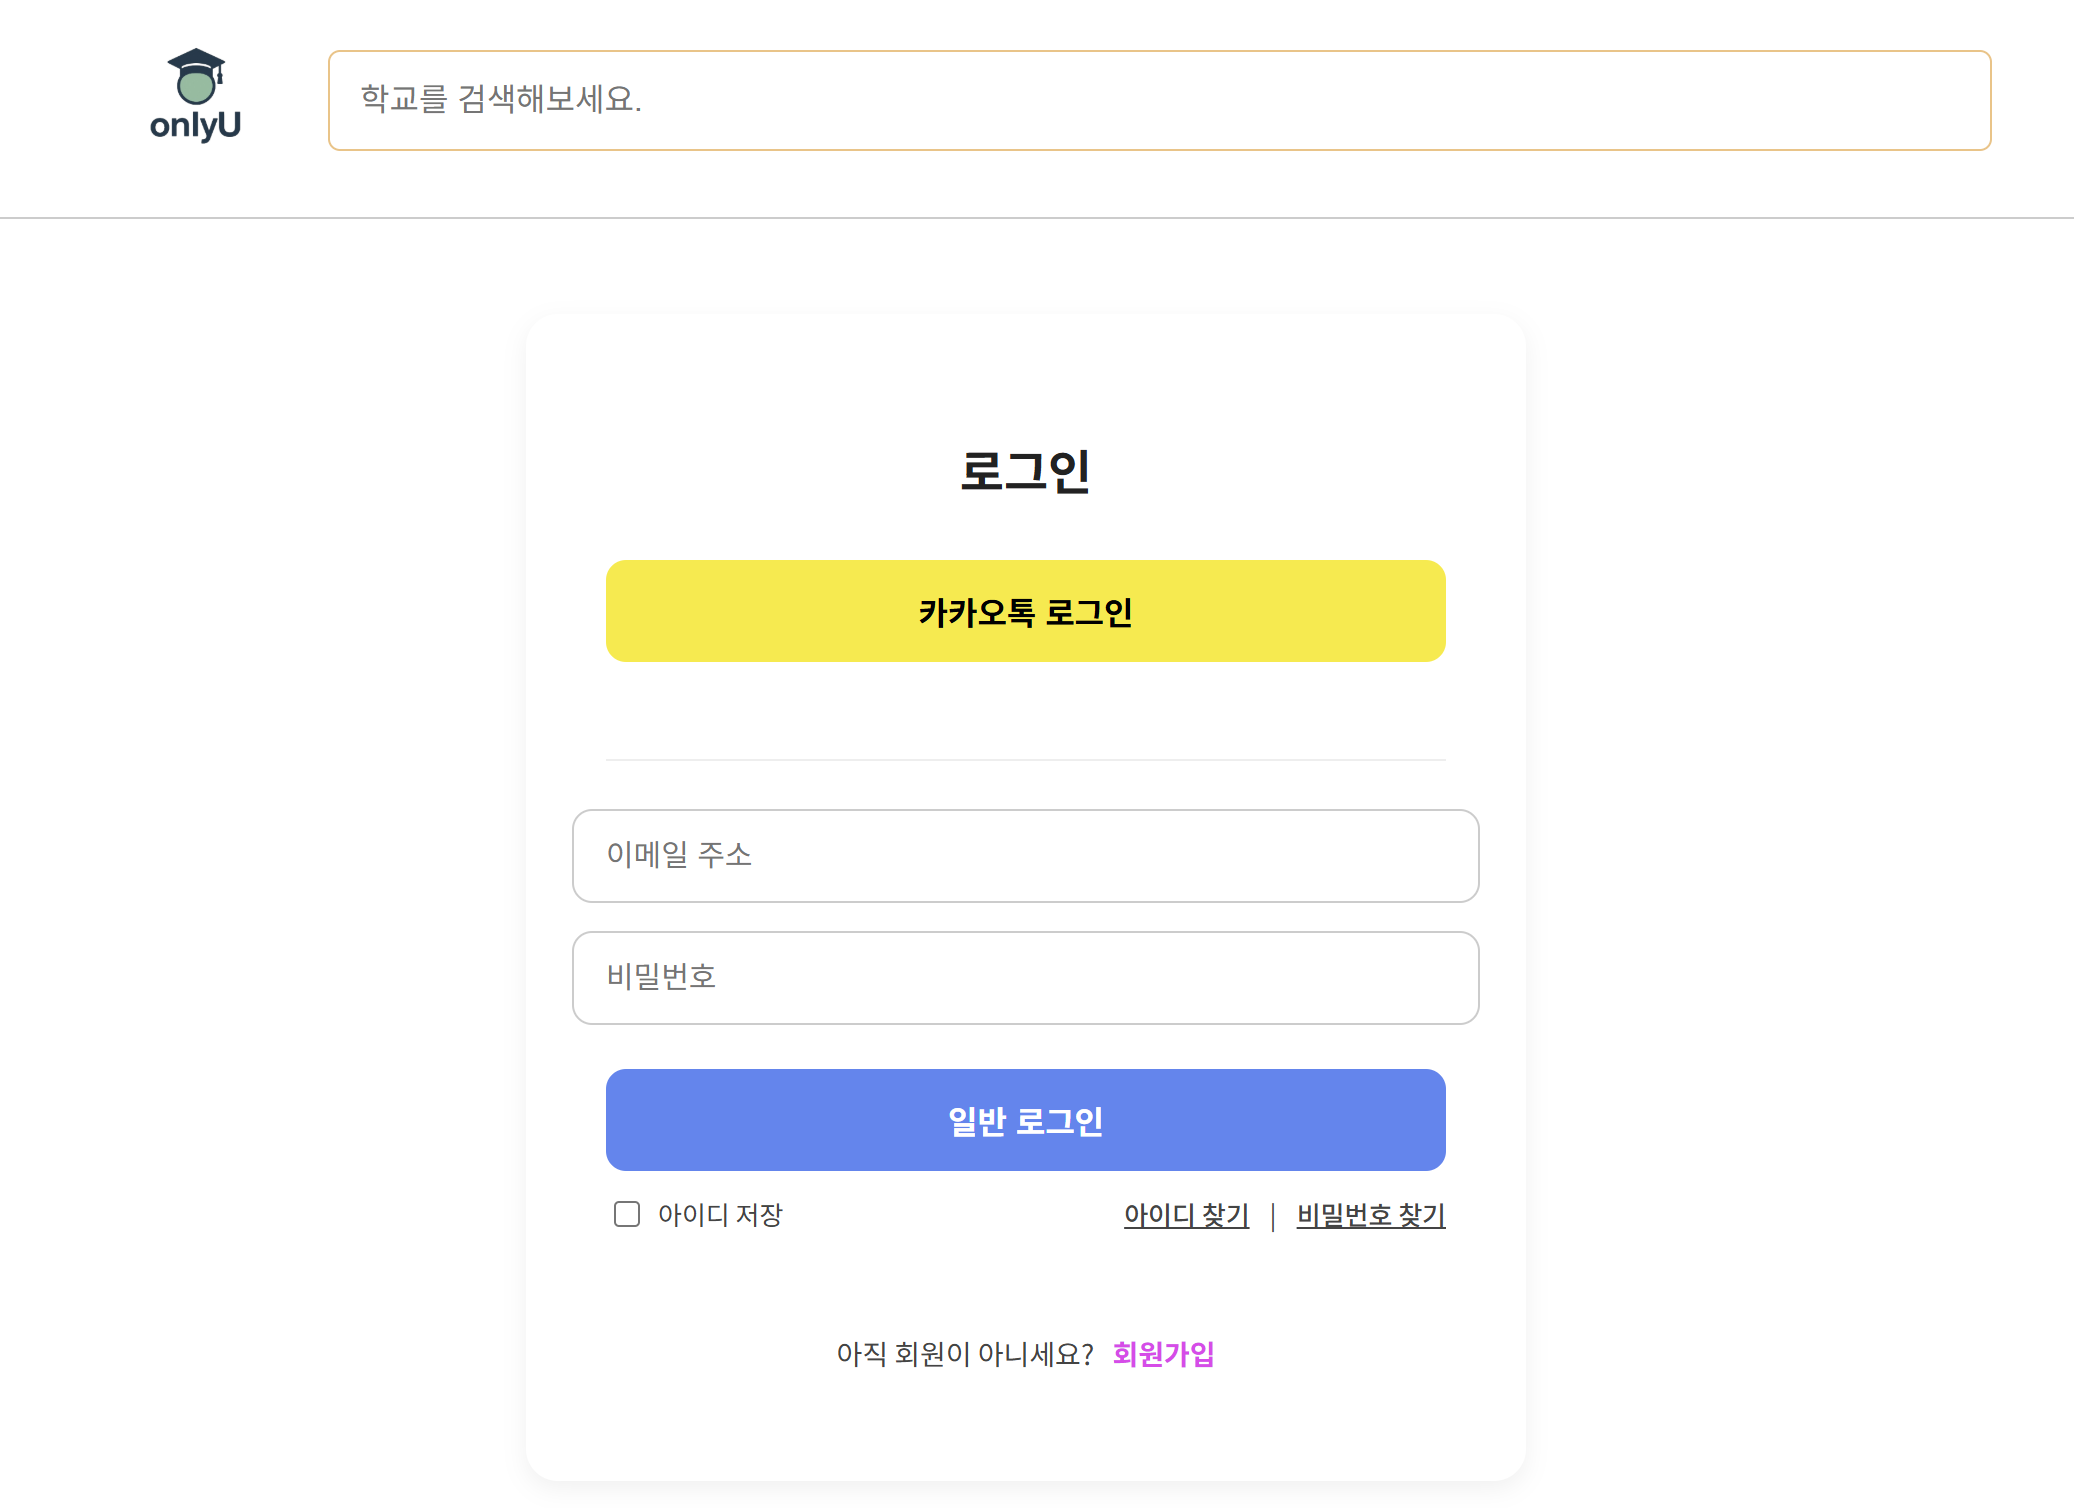 onlyU
학교를 검색해보세요.
로그인
카카오톡 로그인
이메일 주소
비밀번호
일반 로그인
아이디 저장 아이디 찾기 | 비밀번호 찾기
아직 회원이 아니세요? 회원가입